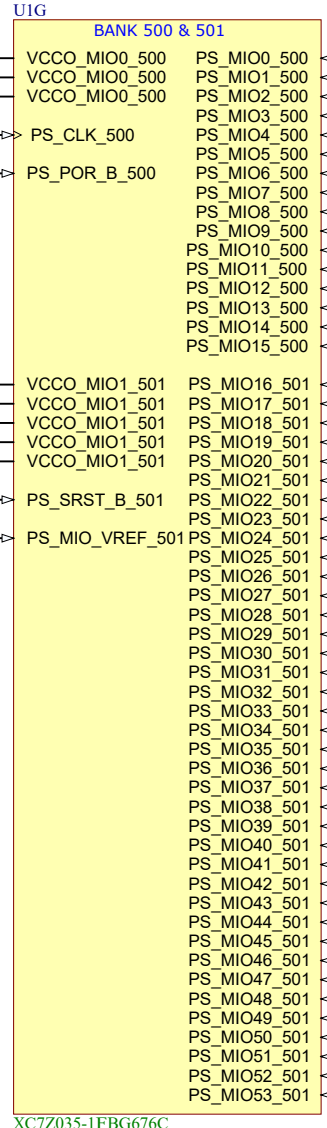 U1G
BANK 500 & 501
VCCO_MIO0_500 PS_MIO0_500
VCCO_MIO0_500 PS_MIO1_500
VCCO_MIO0_500 PS_MIO2_500
PS_MIO3_500
PS_CLK_500 PS_MIO4_500
PS_MIO5_500
PS_POR_B_500 PS_MIO6_500
PS_MIO7_500
PS_MIO8_500
PS_MIO9_500
PS_MIO10_500
PS_MIO11_500
PS_MIO12_500
PS_MIO13_500
PS_MIO14_500
PS_MIO15_500
VCCO_MIO1_501 PS_MIO16_501
VCCO_MIO1_501 PS_MIO17_501
VCCO_MIO1_501 PS_MIO18_501
VCCO_MIO1_501 PS_MIO19_501
VCCO_MIO1_501 PS_MIO20_501
PS_MIO21_501
PS_SRST_B_501 PS_MIO22_501
PS_MIO23_501
PS_MIO_VREF_501 PS_MIO24_501
PS_MIO25_501
PS_MIO26_501
PS_MIO27_501
PS_MIO28_501
PS_MIO29_501
PS_MIO30_501
PS_MIO31_501
PS_MIO32_501
PS_MIO33_501
PS_MIO34_501
PS_MIO35_501
PS_MIO36_501
PS_MIO37_501
PS_MIO38_501
PS_MIO39_501
PS_MIO40_501
PS_MIO41_501
PS_MIO42_501
PS_MIO43_501
PS_MIO44_501
PS_MIO45_501
PS_MIO46_501
PS_MIO47_501
PS_MIO48_501
PS_MIO49_501
PS_MIO50_501
PS_MIO51_501
PS_MIO52_501
PS_MIO53_501
XC7Z035-1FBG676C